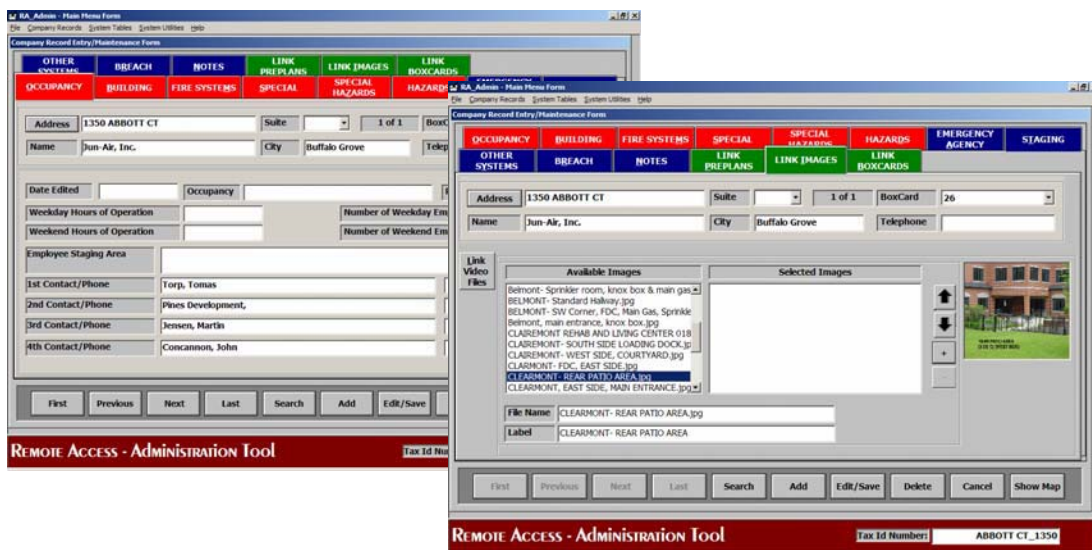 RA_Admin - Main Menu Form
File Company Records System Tables System Utilities Help
Company Record Entry/Maintenance Form
OTHER SYSTEMS BREACH NOTES LINK PREPLANS LINK IMAGES LINK BOXCARDS
OCCUPANCY BUILDING FIRE SYSTEMS SPECIAL SPECIAL HAZARDS HAZARDS
Address 1350 ABBOTT CT Suite 1 of 1
Name Jun-Air, Inc. City Buffalo Grove
Date Edited Occupancy
Weekday Hours of Operation Number of Weekday
Weekend Hours of Operation Number of Weekend
Employee Staging Area
1st Contact/Phone Torp, Tomas
2nd Contact/Phone Pines Development,
3rd Contact/Phone Jensen, Martin
4th Contact/Phone Concannon, John
First Previous Next Last Search Add Edit/Save
REMOTE ACCESS - ADMINISTRATION TOOL Tax Id
RA_Admin - Main Menu Form
File Company Records System Tables System Utilities Help
Company Record Entry/Maintenance Form
OCCUPANCY BUILDING FIRE SYSTEMS SPECIAL SPECIAL HAZARDS HAZARDS EMERGENCY AGENCY STAGING
OTHER SYSTEMS BREACH NOTES LINK PREPLANS LINK IMAGES LINK BOXCARDS
Address 1350 ABBOTT CT Suite 1 of 1 BoxCard 26
Name Jun-Air, Inc. City Buffalo Grove Telephone
Link Video Files
Available Images Selected Images
Belmont- Sprinkler room, knox box & main gas
BELMONT- Standard Hallway.jpg
BELMONT- SW Corner, FDC, Main Gas, Sprinkle
Belmont, main entrance, knox box.jpg
CLAIREMONT REHAB AND LIVING CENTER 018
CLAIREMONT- SOUTH SIDE LOADING DOCK.jp
CLAIREMONT- WEST SIDE, COURTYARD.jpg
CLARMONT- FDC, EAST SIDE.jpg
CLEARMONT- REAR PATIO AREA.jpg
CLEARMONT, EAST SIDE, MAIN ENTRANCE.jpg
File Name CLEARMONT- REAR PATIO AREA.jpg
Label CLEARMONT- REAR PATIO AREA
First Previous Next Last Search Add Edit/Save Delete Cancel Show Map
REMOTE ACCESS - ADMINISTRATION TOOL Tax Id Number: ABBOTT CT_1350